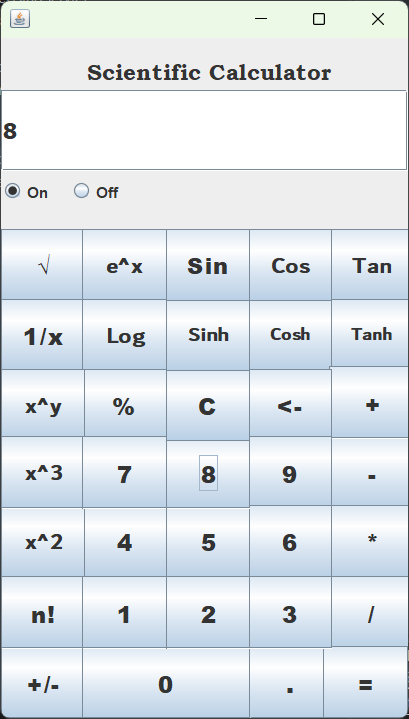 Scientific Calculator
8
On Off
√ e^x Sin Cos Tan
1/x Log Sinh Cosh Tanh
x^y % C <- +
x^3 7 8 9 -
x^2 4 5 6 *
n! 1 2 3 /
+/- 0 . =